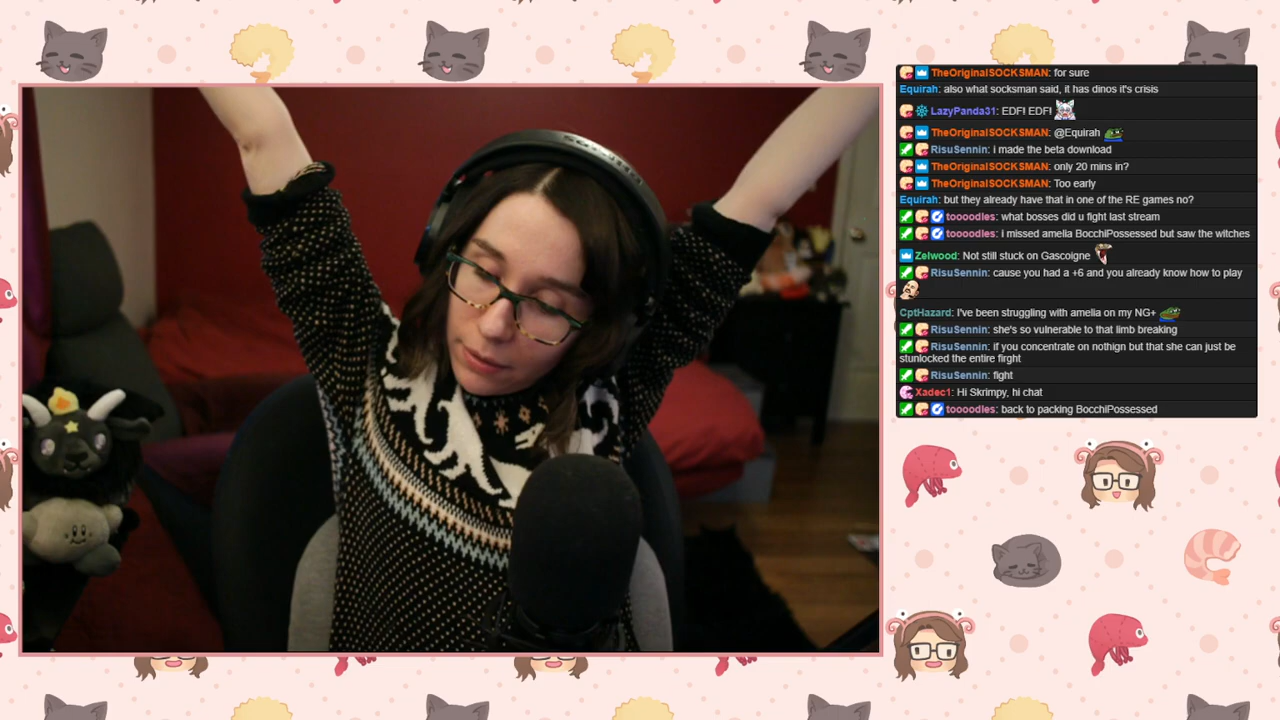 TheOriginalSOCKSMAN: for sure
Equirah: also what socksman said, it has dinos it's crisis
LazyPanda31: EDF! EDF!
TheOriginalSOCKSMAN: @Equirah
RisuSennin: i made the beta download
TheOriginalSOCKSMAN: only 20 mins in?
TheOriginalSOCKSMAN: Too early
Equirah: but they already have that in one of the RE games no?
toooodles: what bosses did u fight last stream
toooodles: i missed amelia BocchiPossessed but saw the witches
Zelwood: Not still stuck on Gascoigne
RisuSennin: cause you had a +6 and you already know how to play
CptHazard: I've been struggling with amelia on my NG+
RisuSennin: she's so vulnerable to that limb breaking
RisuSennin: if you concentrate on nothign but that she can just be
stunlocked the entire firght
RisuSennin: fight
Xadec1: Hi Skrimpy, hi chat
toooodles: back to packing BocchiPossessed